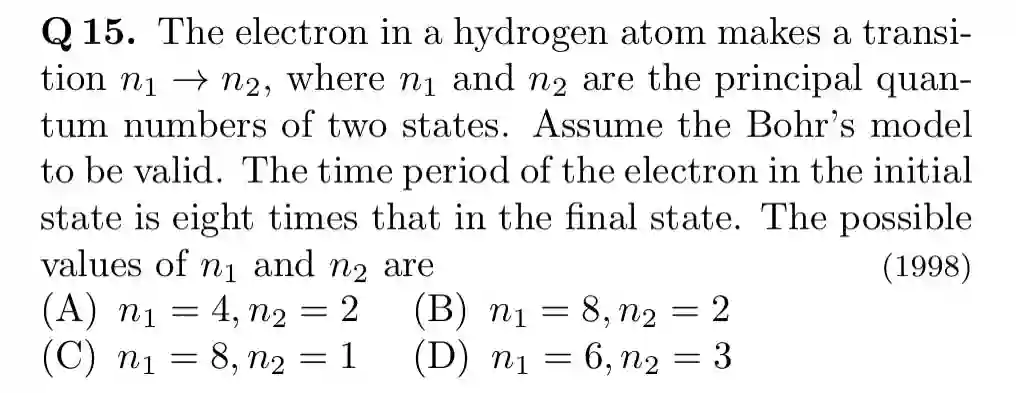 Q 15. The electron in a hydrogen atom makes a transi-
tion n₁ → n₂, where n₁ and n₂ are the principal quan-
tum numbers of two states. Assume the Bohr's model
to be valid. The time period of the electron in the initial
state is eight times that in the final state. The possible
values of n₁ and n₂ are (1998)
(A) n₁ = 4, n₂ = 2 (B) n₁ = 8, n₂ = 2
(C) n₁ = 8, n₂ = 1 (D) n₁ = 6, n₂ = 3